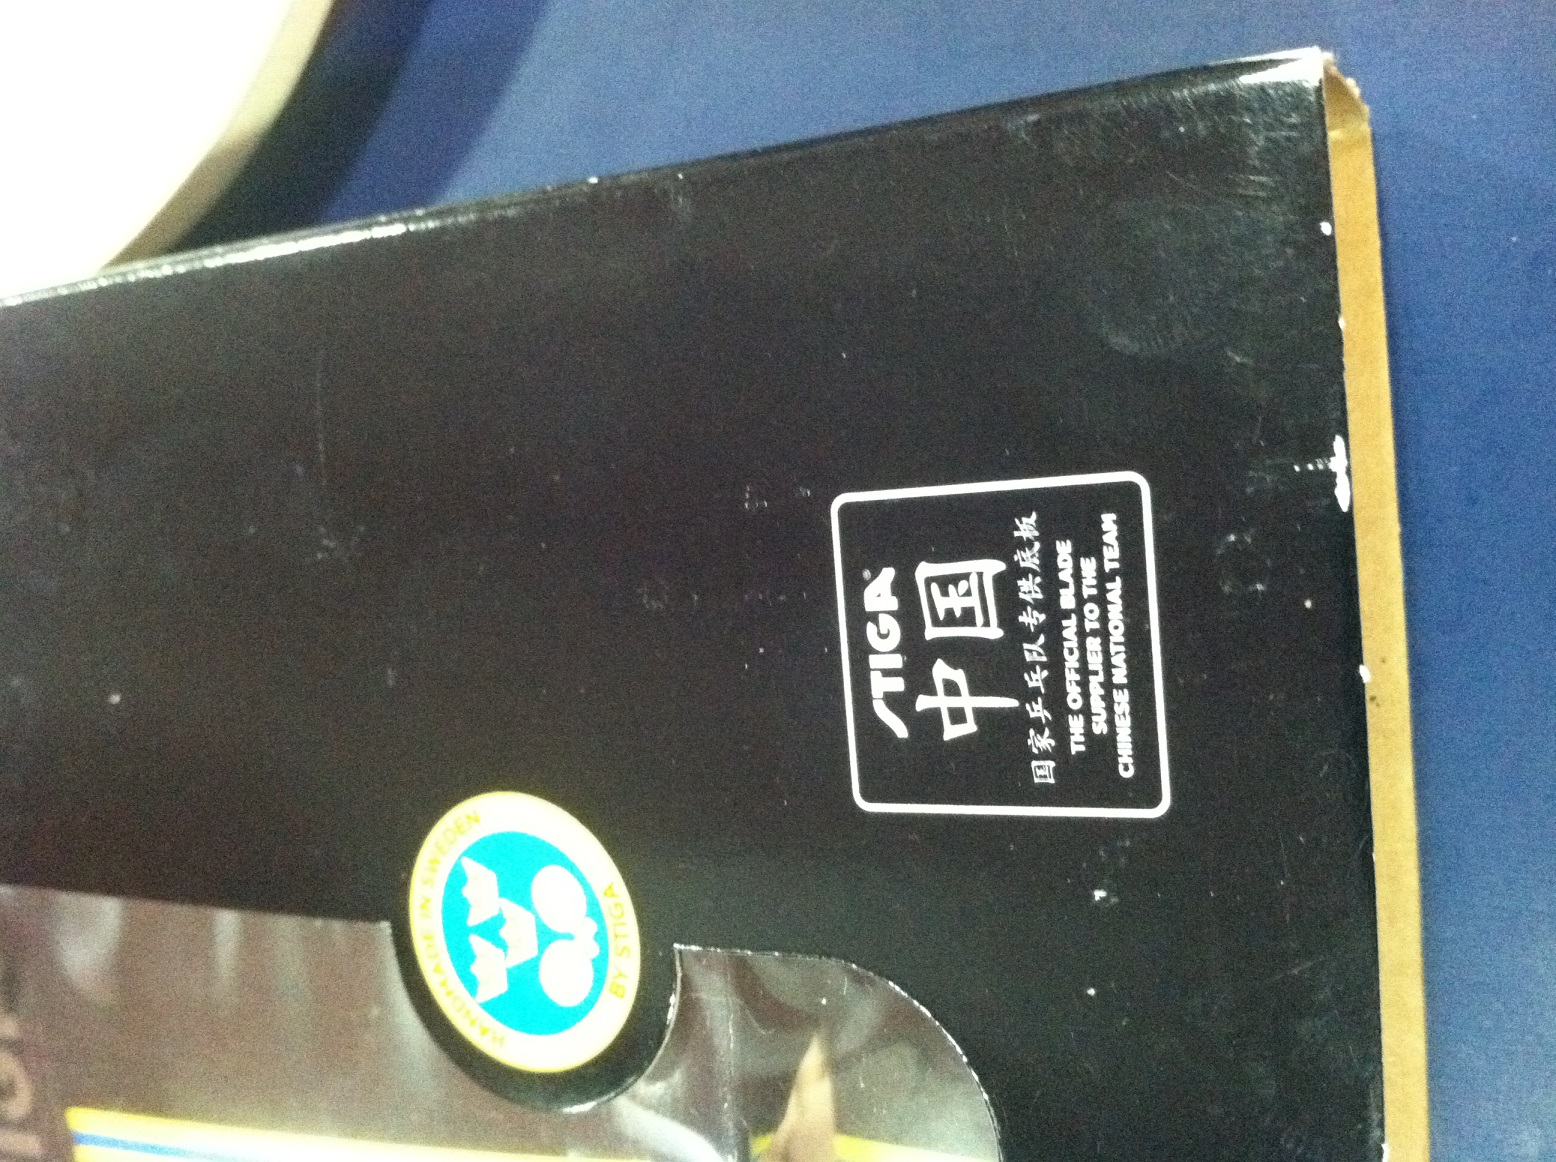 STIGA®
中国
国家乒乓队专供底板
THE OFFICIAL BLADE
SUPPLIER TO THE
CHINESE NATIONAL TEAM
HANDMADE IN SWEDEN
BY STIGA